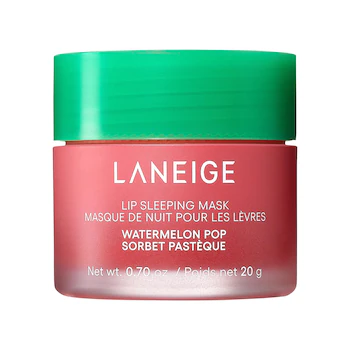 LANEIGE
LIP SLEEPING MASK
MASQUE DE NUIT POUR LES LÈVRES
WATERMELON POP
SORBET PASTÈQUE
Net wt. 0.70 oz. / Poids net 20 g